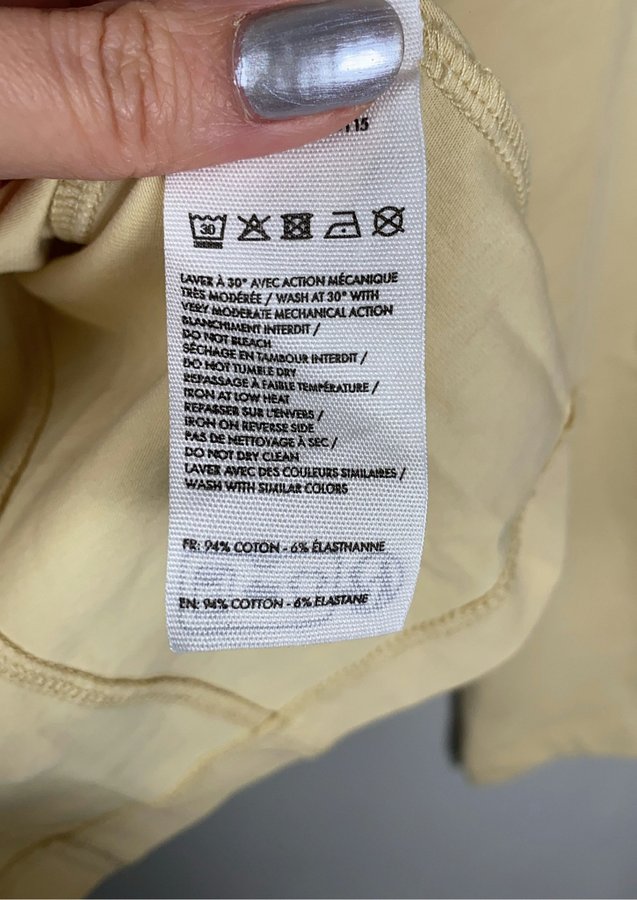 115
30
LAVER À 30° AVEC ACTION MÉCANIQUE
TRÈS MODÉRÉE / WASH AT 30° WITH
VERY MODERATE MECHANICAL ACTION
BLANCHIMENT INTERDIT /
DO NOT BLEACH
SÉCHAGE EN TAMBOUR INTERDIT /
DO NOT TUMBLE DRY
REPASSAGE À FAIBLE TEMPÉRATURE /
IRON AT LOW HEAT
REPASSER SUR L'ENVERS /
IRON ON REVERSE SIDE
PAS DE NETTOYAGE À SEC /
DO NOT DRY CLEAN
LAVER AVEC DES COULEURS SIMILAIRES /
WASH WITH SIMILAR COLORS
FR: 94% COTON - 6% ÉLASTHANNE
EN: 94% COTTON - 6% ELASTANE